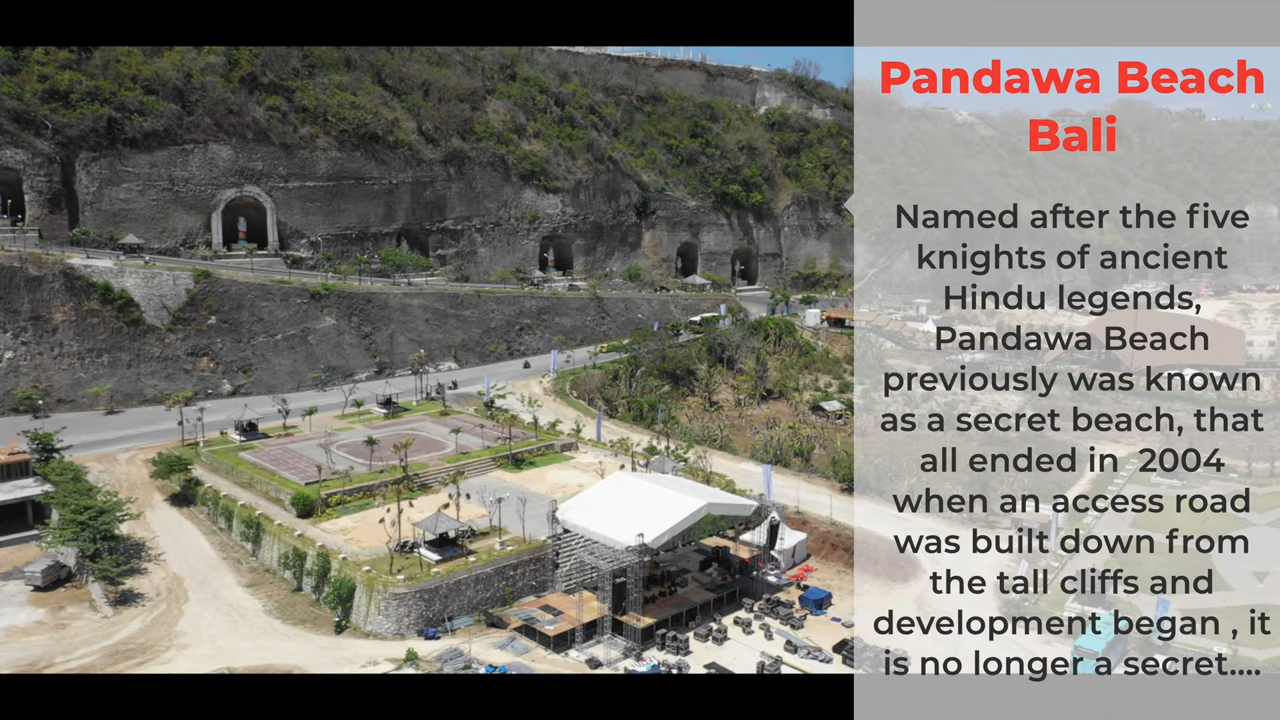 Pandawa Beach
Bali
Named after the five
knights of ancient
Hindu legends,
Pandawa Beach
previously was known
as a secret beach, that
all ended in  2004
when an access road
was built down from
the tall cliffs and
development began , it
is no longer a secret....